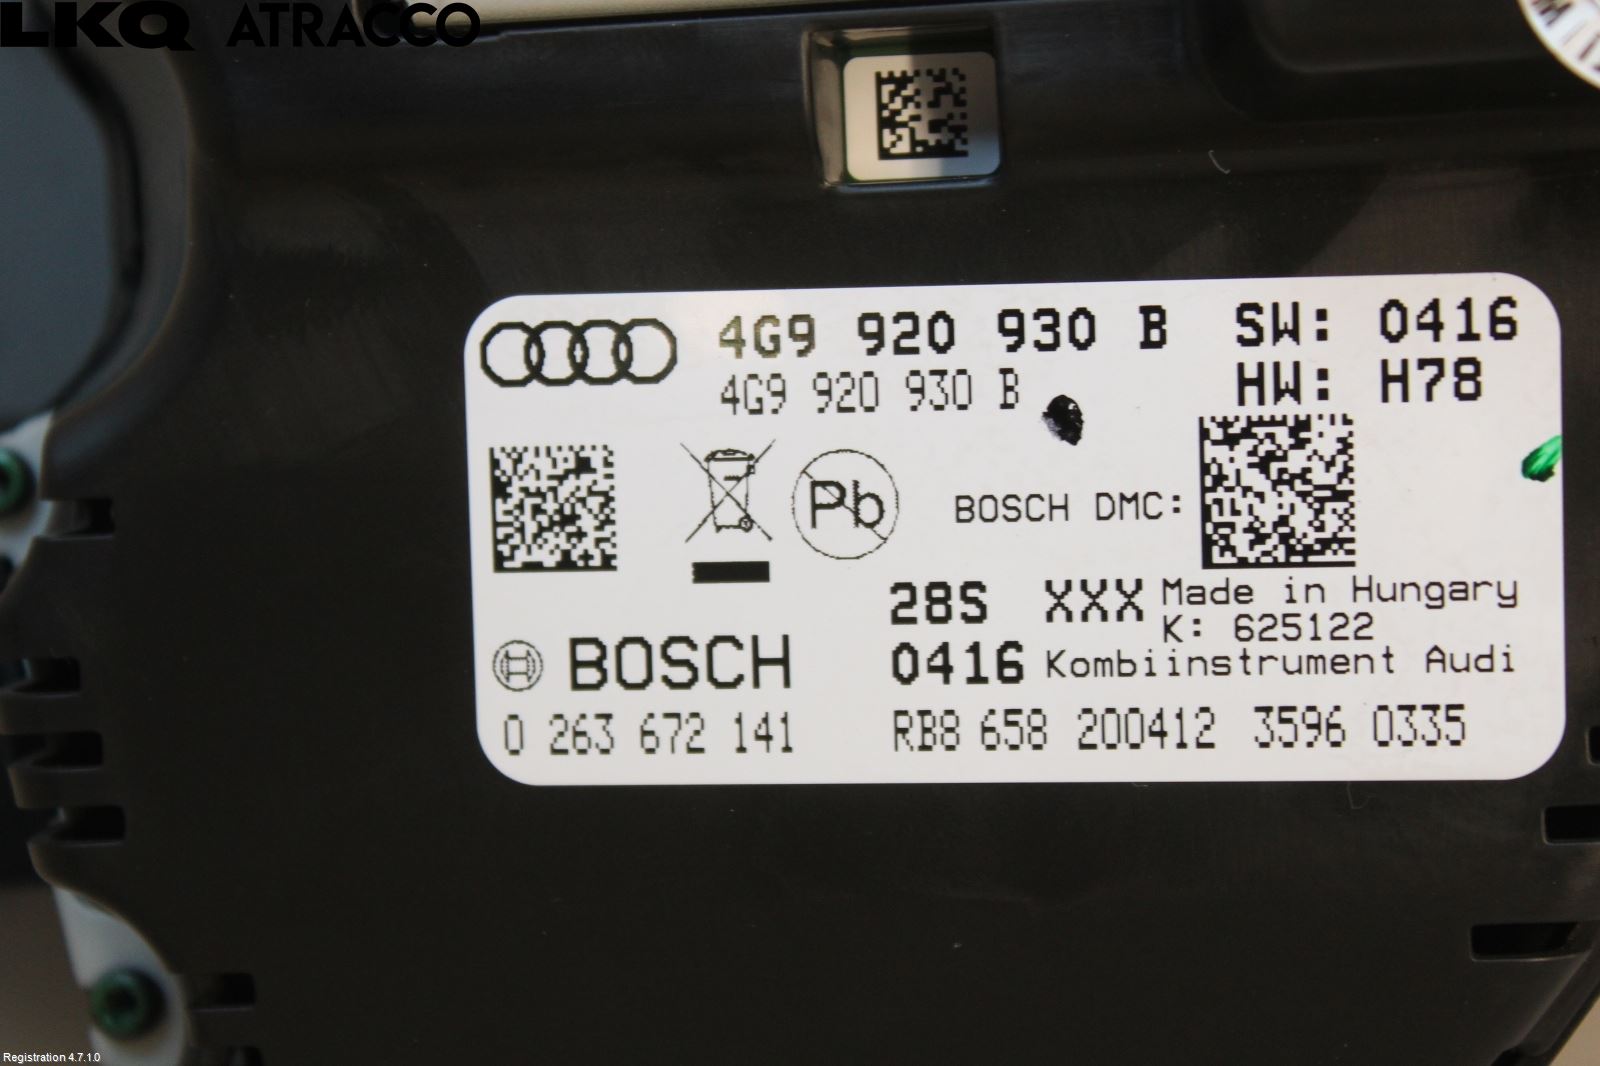 LKQ ATRACCO
4G9 920 930 B SW: 0416
4G9 920 930 B HW: H78
Pb
BOSCH DMC:
28S XXX Made in Hungary
K: 625122
BOSCH 0416 Kombiinstrument Audi
0 263 672 141 RB8 658 200412 3596 0335
Registration 4.7.1.0